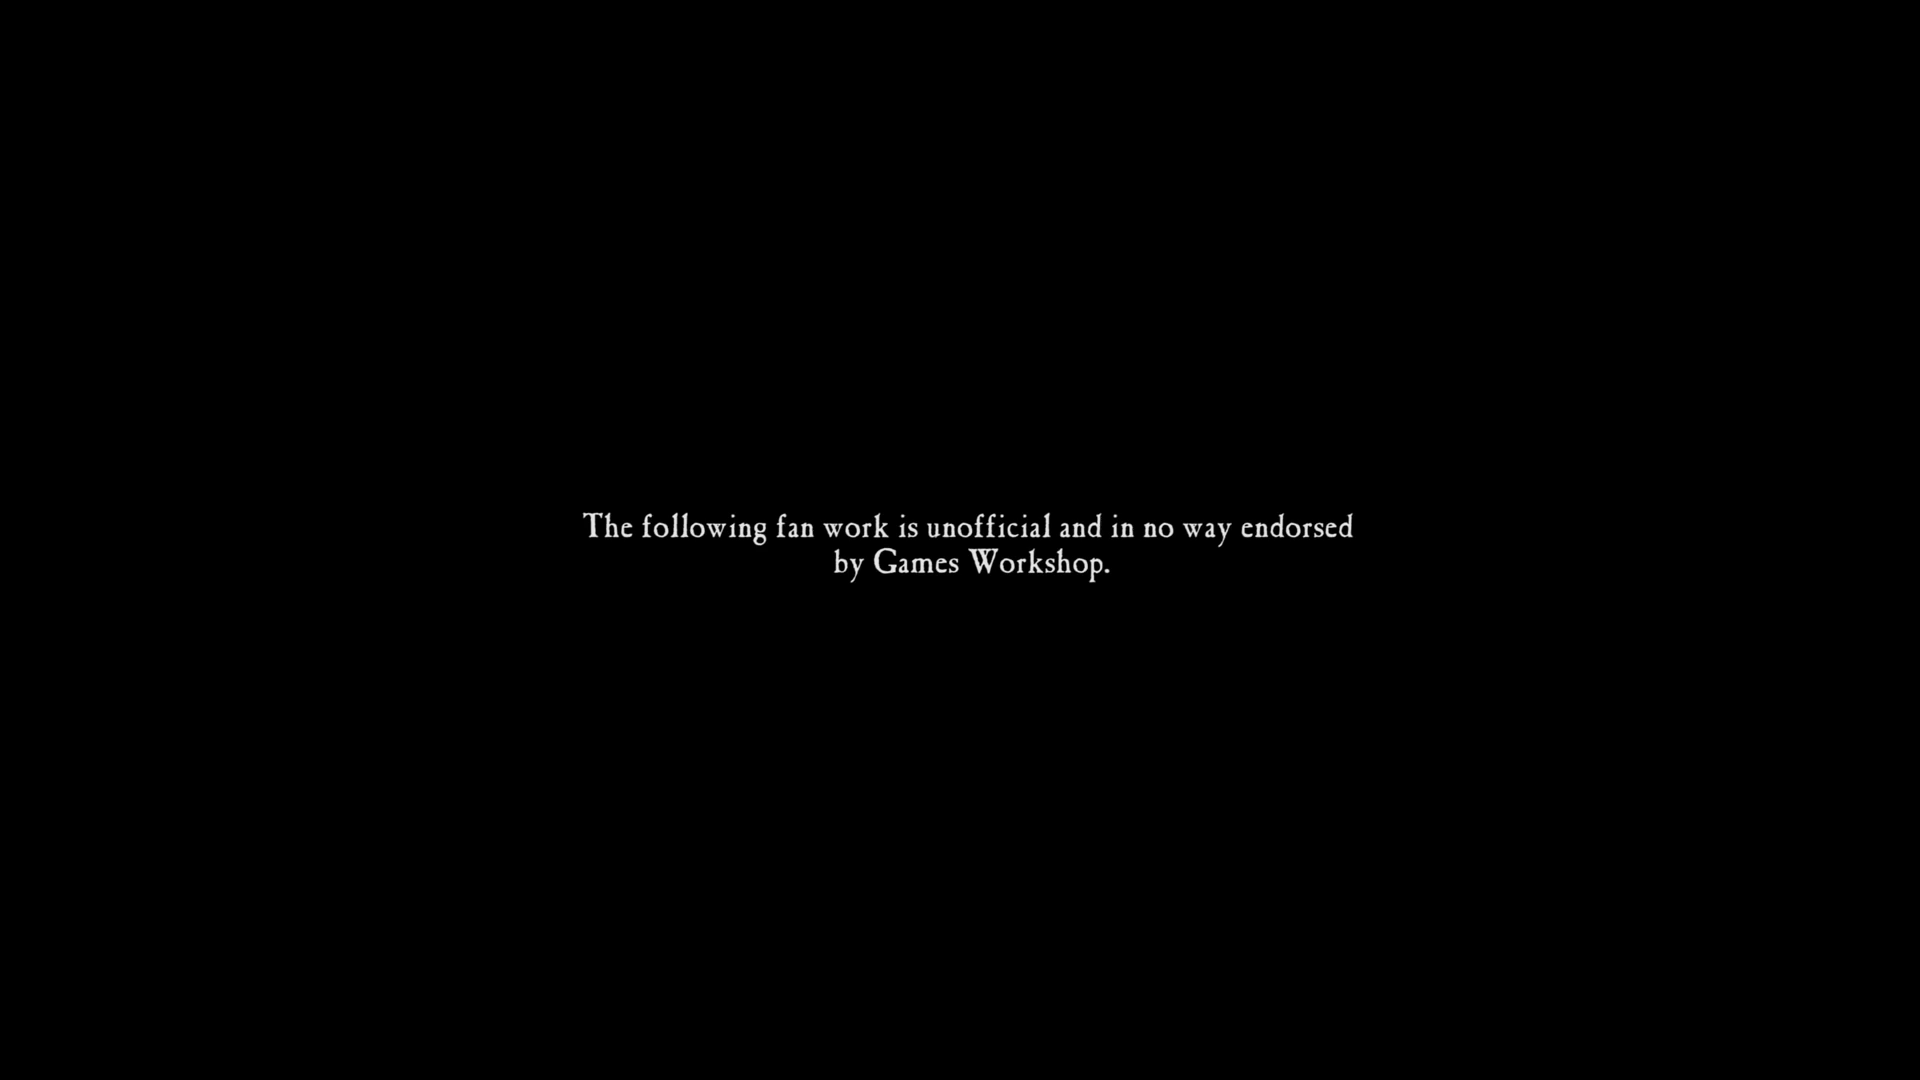 The following fan work is unofficial and in no way endorsed
by Games Workshop.